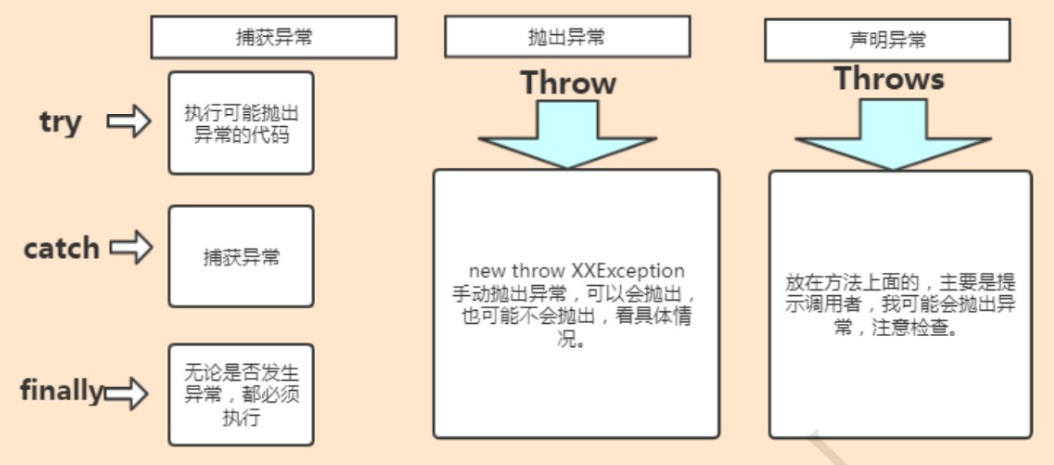 捕获异常
try
执行可能抛出
异常的代码
catch
捕获异常
finally
无论是否发生
异常，都必须
执行
抛出异常
Throw
new throw XXException
手动抛出异常，可以会抛出，
也可能不会抛出，看具体情
况。
声明异常
Throws
放在方法上面的，主要是提
示调用者，我可能会抛出异
常，注意检查。